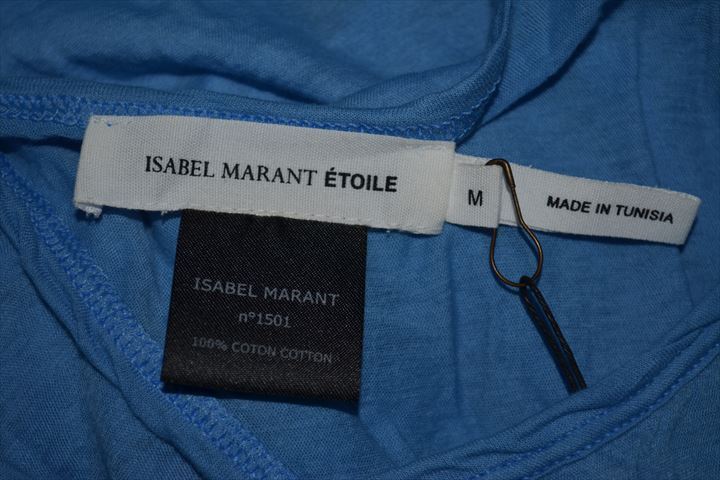 ISABEL MARANT ÉTOILE
M
MADE IN TUNISIA
ISABEL MARANT
n°1501
100% COTON COTTON